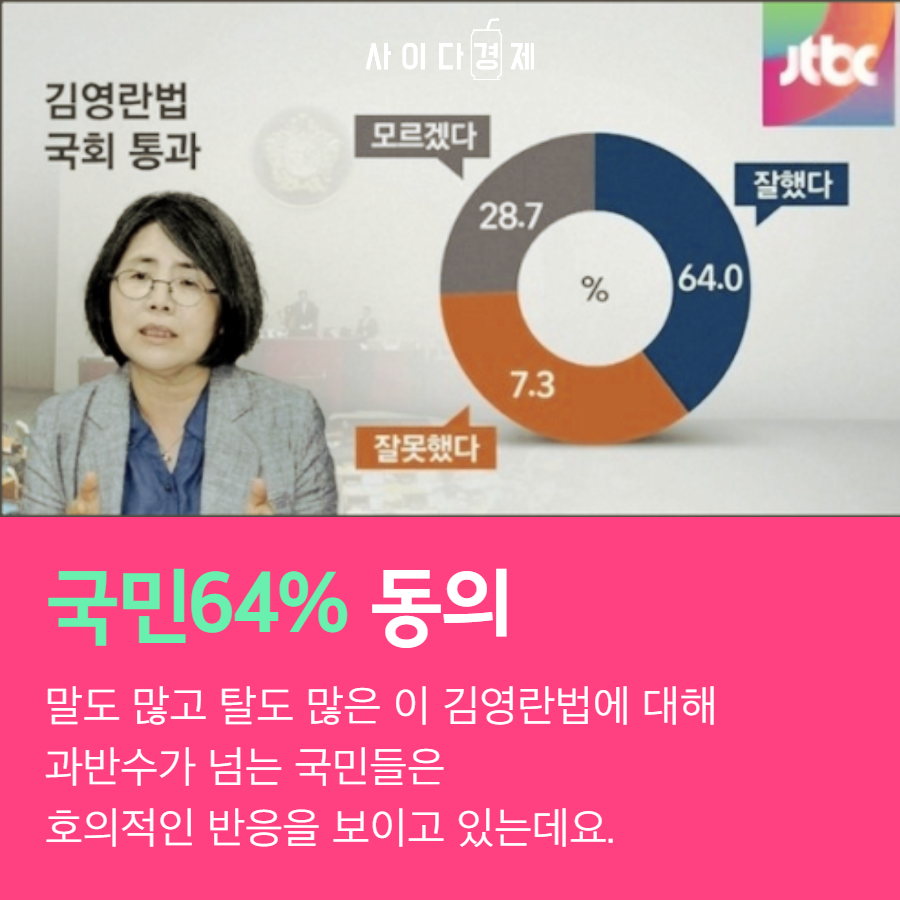 사이다경제
jtbc
김영란법
국회 통과
모르겠다
잘했다
28.7
%
64.0
7.3
잘못했다
국민64% 동의
말도 많고 탈도 많은 이 김영란법에 대해
과반수가 넘는 국민들은
호의적인 반응을 보이고 있는데요.